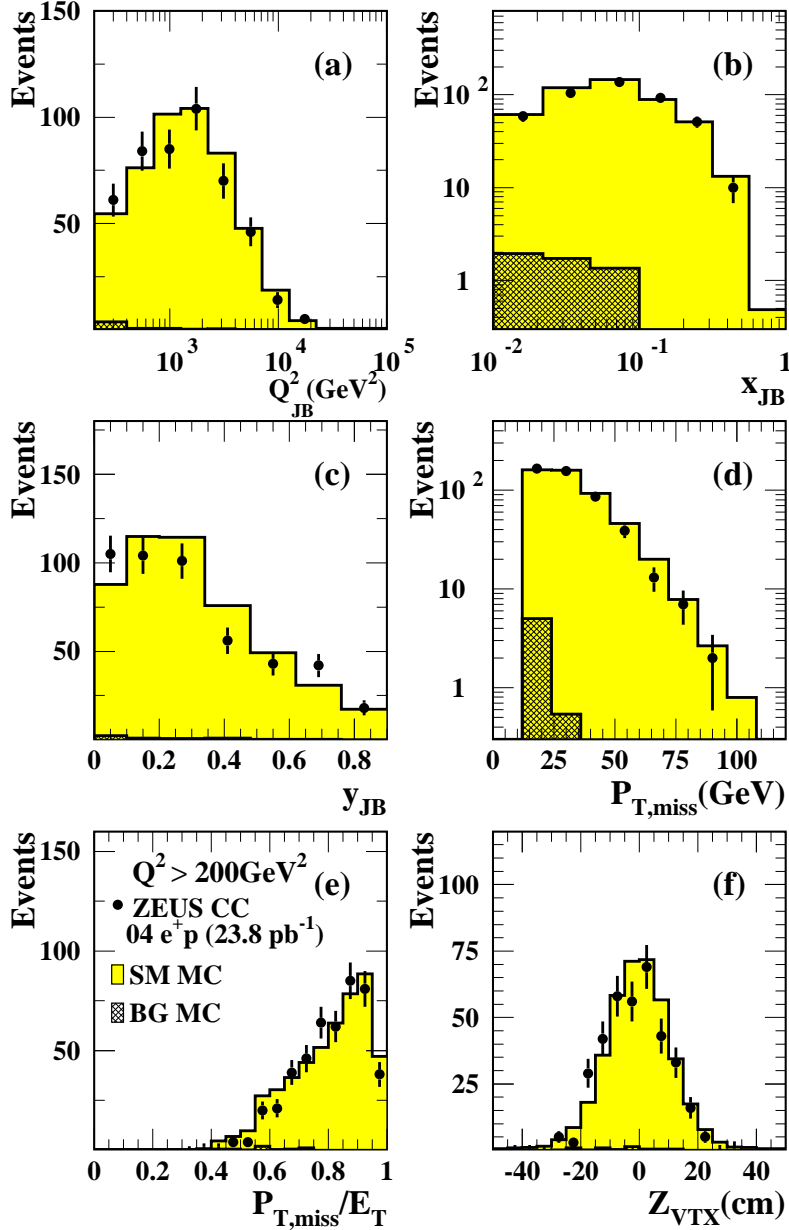 Events
(a)
150
100
50
10^3
10^4
10^5
Q^2_JB(GeV^2)
Events
(b)
10^2
10
1
10^-2
10^-1
1
x_JB
Events
(c)
150
100
50
0
0 0.2 0.4 0.6 0.8
y_JB
Events
(d)
10^2
10
1
0 25 50 75 100
P_T,miss(GeV)
Events
(e)
150
100
50
Q^2 > 200GeV^2
ZEUS CC
04 e^+p (23.8 pb^-1)
SM MC
BG MC
0 0.2 0.4 0.6 0.8 1
P_T,miss/E_T
Events
(f)
100
75
50
25
-40 -20 0 20 40
Z_VTX(cm)